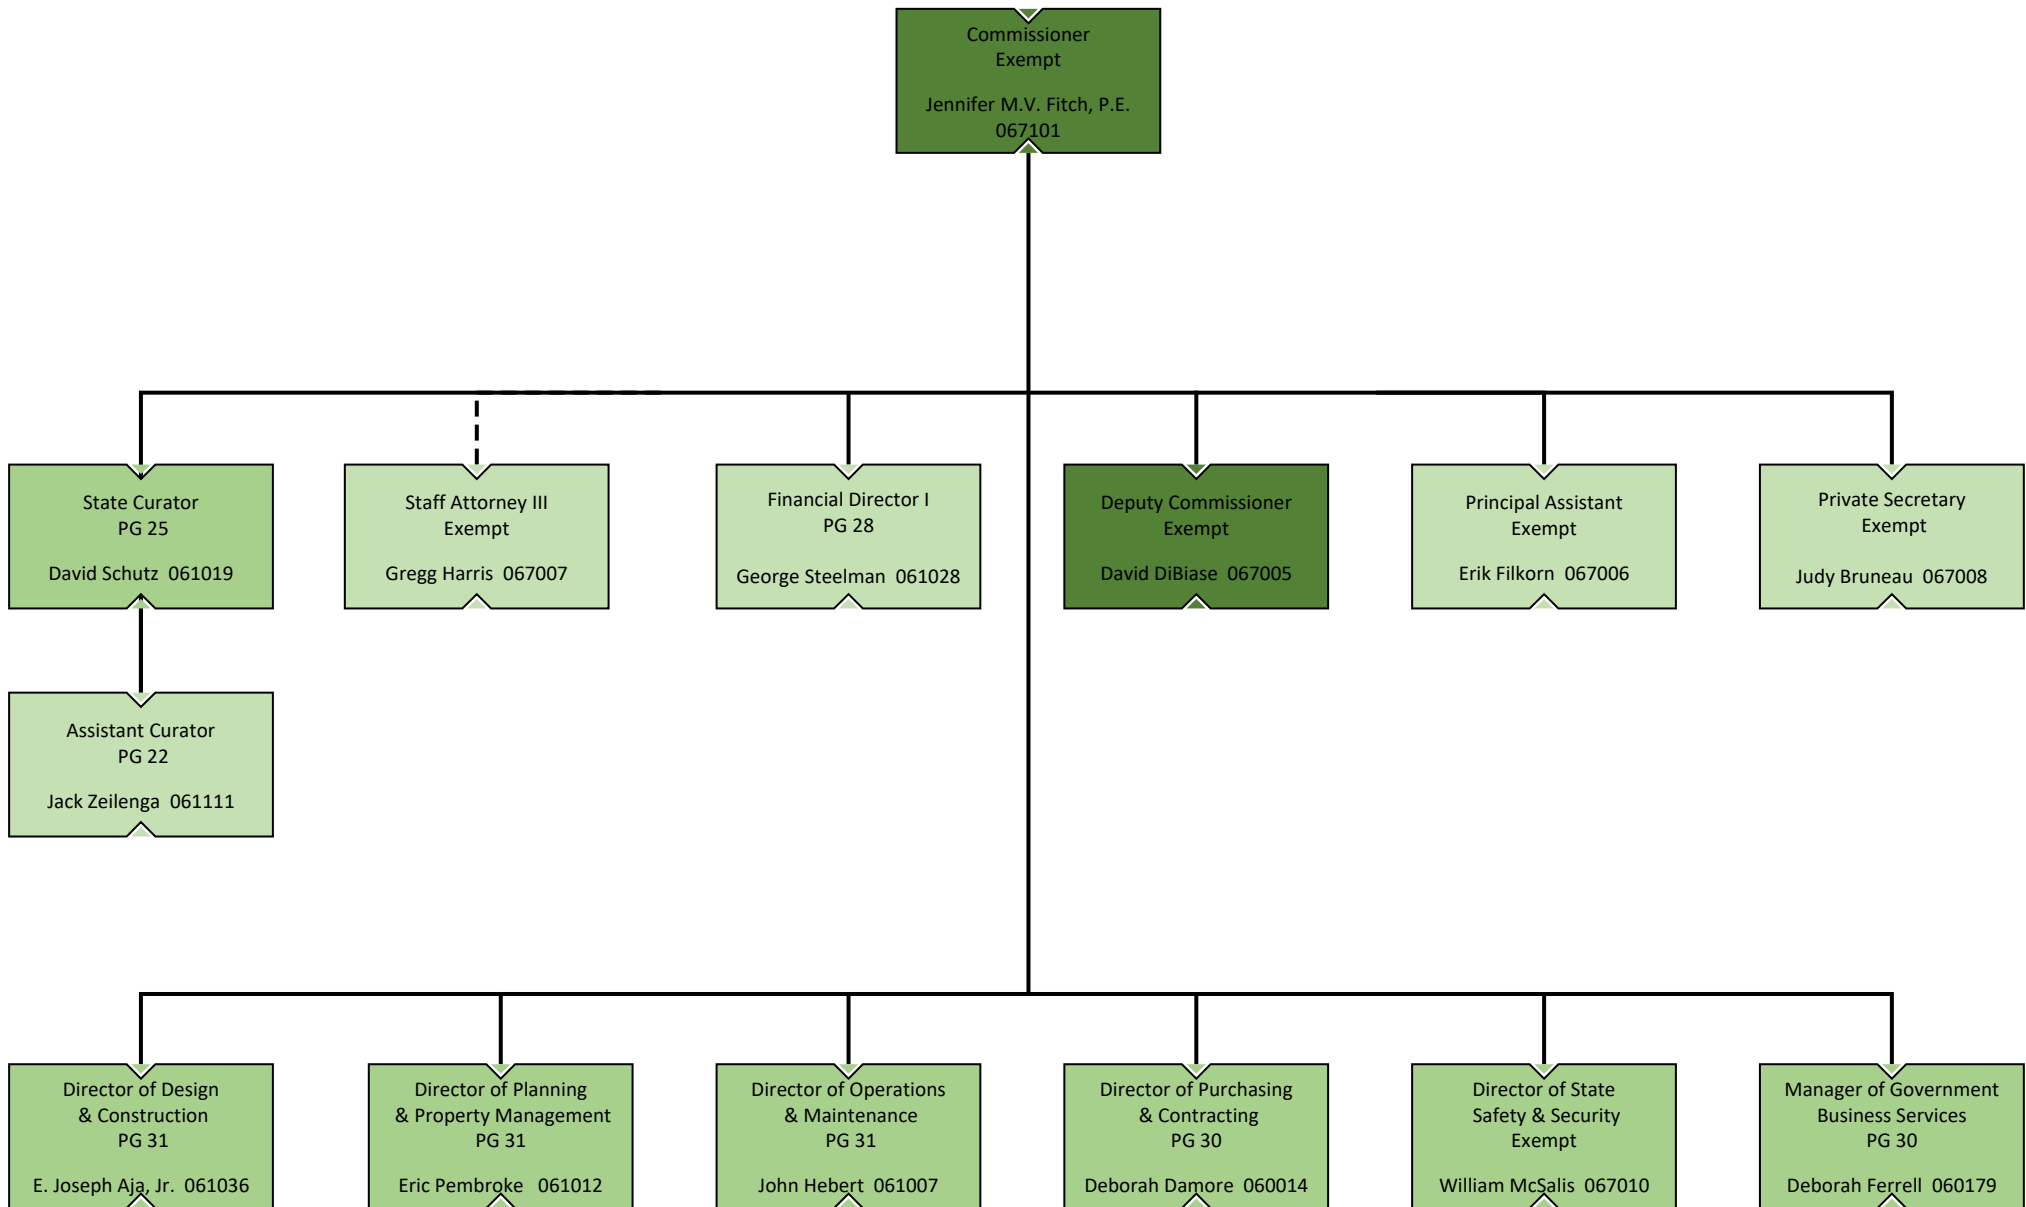 Commissioner
Exempt
Jennifer M.V. Fitch, P.E.
067101
State Curator
PG 25
David Schutz  061019
Staff Attorney III
Exempt
Gregg Harris  067007
Financial Director I
PG 28
George Steelman  061028
Deputy Commissioner
Exempt
David DiBiase  067005
Principal Assistant
Exempt
Erik Filkorn  067006
Private Secretary
Exempt
Judy Bruneau  067008
Assistant Curator
PG 22
Jack Zeilenga  061111
Director of Design
& Construction
PG 31
E. Joseph Aja, Jr.  061036
Director of Planning
& Property Management
PG 31
Eric Pembroke   061012
Director of Operations
& Maintenance
PG 31
John Hebert  061007
Director of Purchasing
& Contracting
PG 30
Deborah Damore  060014
Director of State
Safety & Security
Exempt
William McSalis  067010
Manager of Government
Business Services
PG 30
Deborah Ferrell  060179